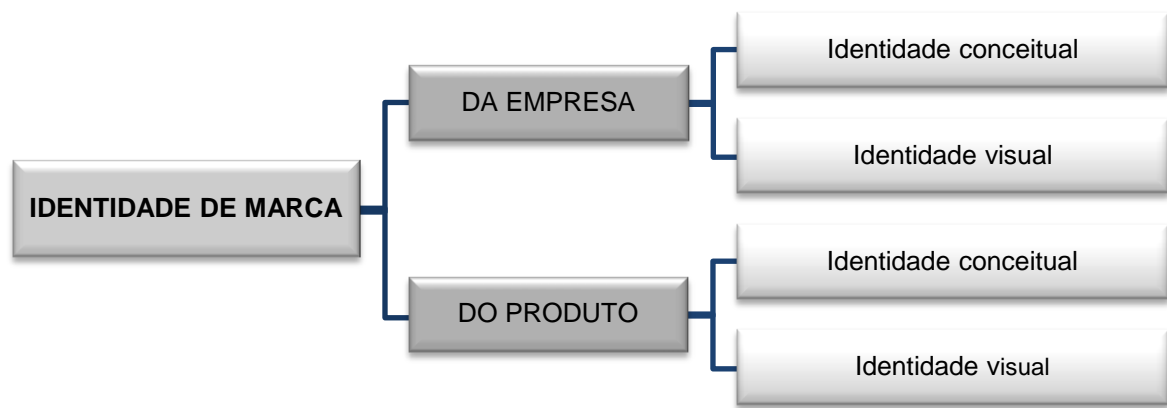 IDENTIDADE DE MARCA
DA EMPRESA
Identidade conceitual
Identidade visual
DO PRODUTO
Identidade conceitual
Identidade visual